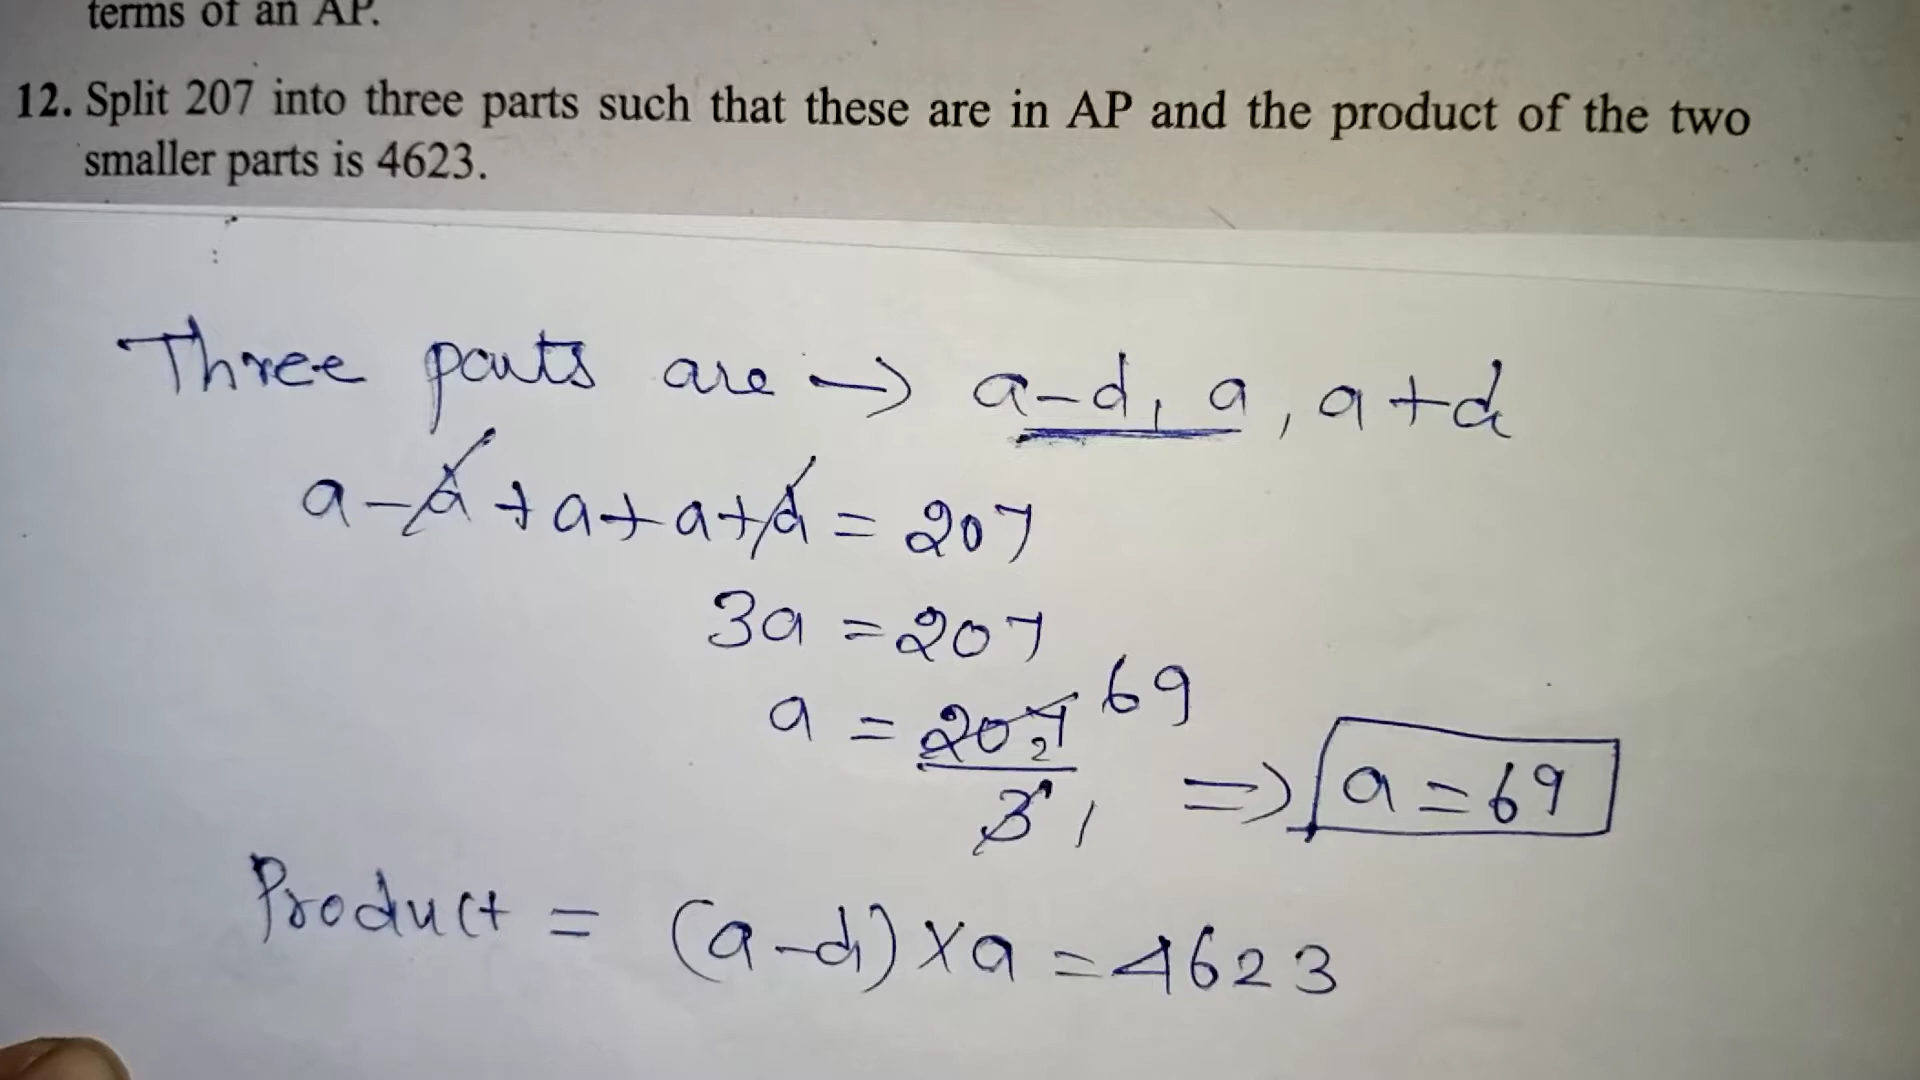 terms of an AP.
12. Split 207 into three parts such that these are in AP and the product of the two
smaller parts is 4623.
Three parts are → a-d, a, a+d
a-d+a+a+d = 207
3a = 207
a = 207/3 69 2 1 ⇒ a = 69
Product = (a-d)×a = 4623